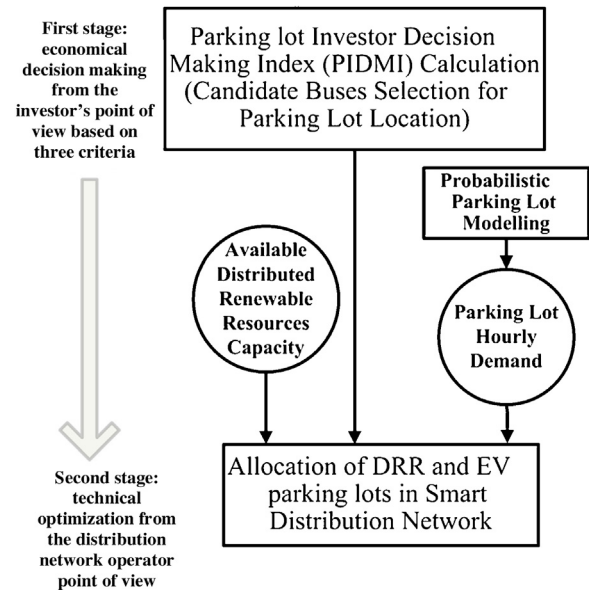 First stage:
economical
decision making
from the
investor's point of
view based on
three criteria
Parking lot Investor Decision
Making Index (PIDMI) Calculation
(Candidate Buses Selection for
Parking Lot Location)
Probabilistic
Parking Lot
Modelling
Available
Distributed
Renewable
Resources
Capacity
Parking Lot
Hourly
Demand
Second stage:
technical
optimization from
the distribution
network operator
point of view
Allocation of DRR and EV
parking lots in Smart
Distribution Network